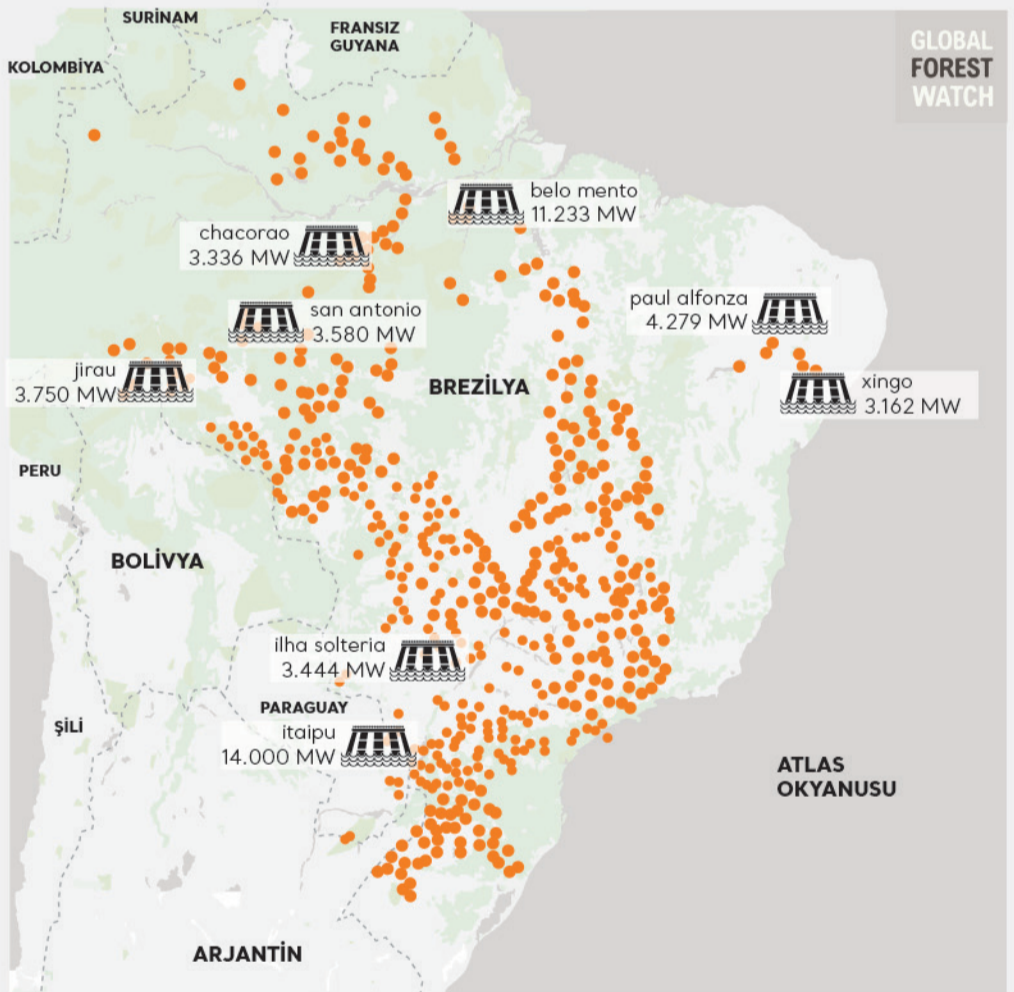 SURİNAM
FRANSIZ
GUYANA
KOLOMBİYA
GLOBAL
FOREST
WATCH
belo mento
11.233 MW
chacorao
3.336 MW
san antonio
3.580 MW
paul alfonza
4.279 MW
jirau
3.750 MW
BREZİLYA
xingo
3.162 MW
PERU
BOLİVYA
ilha solteria
3.444 MW
PARAGUAY
itaipu
14.000 MW
ŞİLİ
ATLAS
OKYANUSU
ARJANTİN